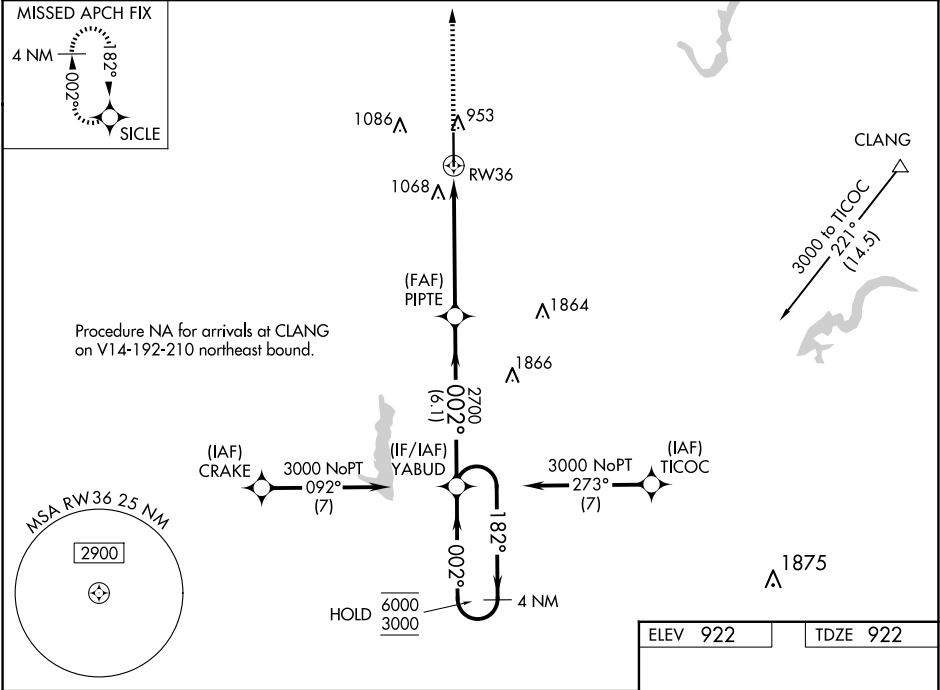 MISSED APCH FIX
4 NM
182°
002°
SICLE
1086
953
RW36
1068
CLANG
3000 to TICOC
221°
(14.5)
(FAF)
PIPTE
1864
Procedure NA for arrivals at CLANG
on V14-192-210 northeast bound.
1866
2700
002°
(6.1)
(IAF)
CRAKE
3000 NoPT
092°
(7)
(IF/IAF)
YABUD
3000 NoPT
273°
(7)
(IAF)
TICOC
MSA RW36 25 NM
2900
182°
002°
HOLD
6000
3000
4 NM
1875
ELEV 922
TDZE 922